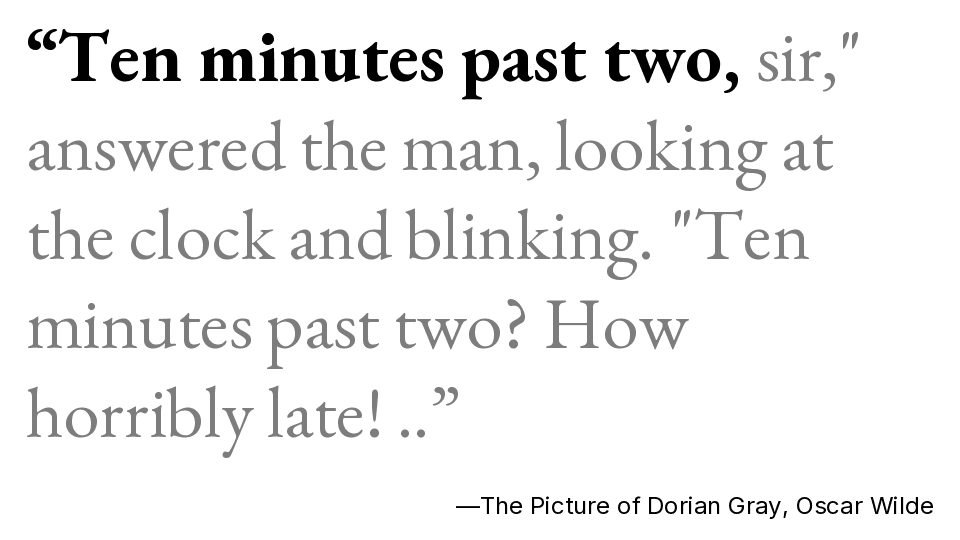 “Ten minutes past two, sir,"
answered the man, looking at
the clock and blinking. "Ten
minutes past two? How
horribly late! ..”
—The Picture of Dorian Gray, Oscar Wilde